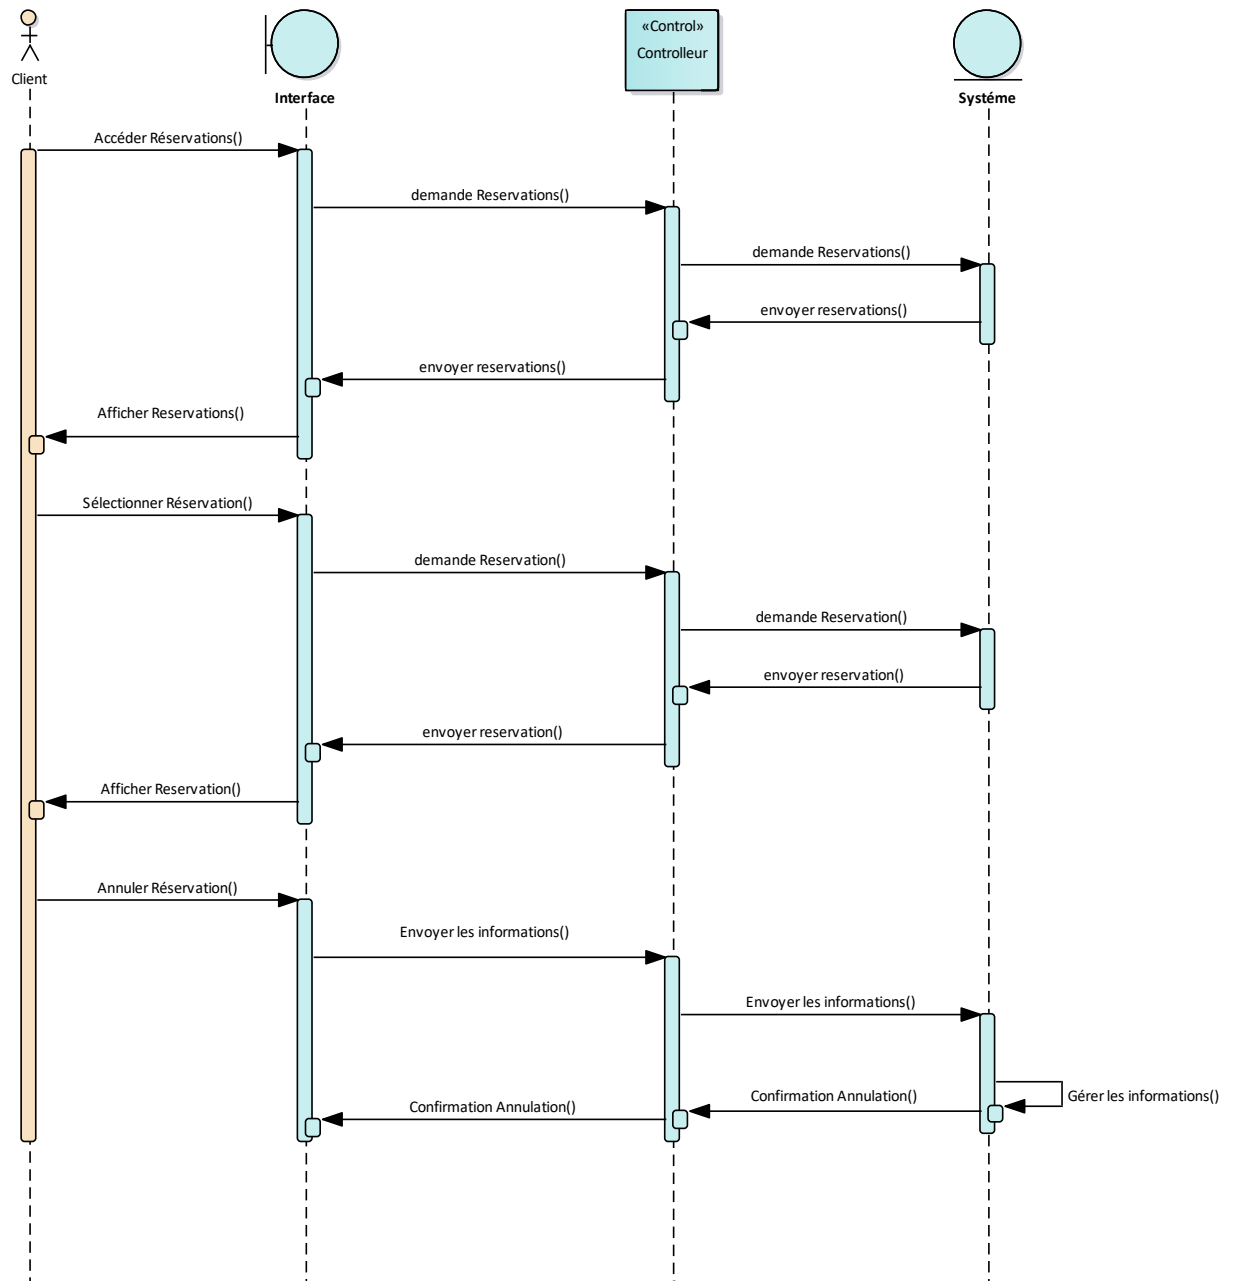 «Control»
Controlleur
Client
Interface
Systéme
Accéder Réservations()
demande Reservations()
demande Reservations()
envoyer reservations()
envoyer reservations()
Afficher Reservations()
Sélectionner Réservation()
demande Reservation()
demande Reservation()
envoyer reservation()
envoyer reservation()
Afficher Reservation()
Annuler Réservation()
Envoyer les informations()
Envoyer les informations()
Gérer les informations()
Confirmation Annulation()
Confirmation Annulation()